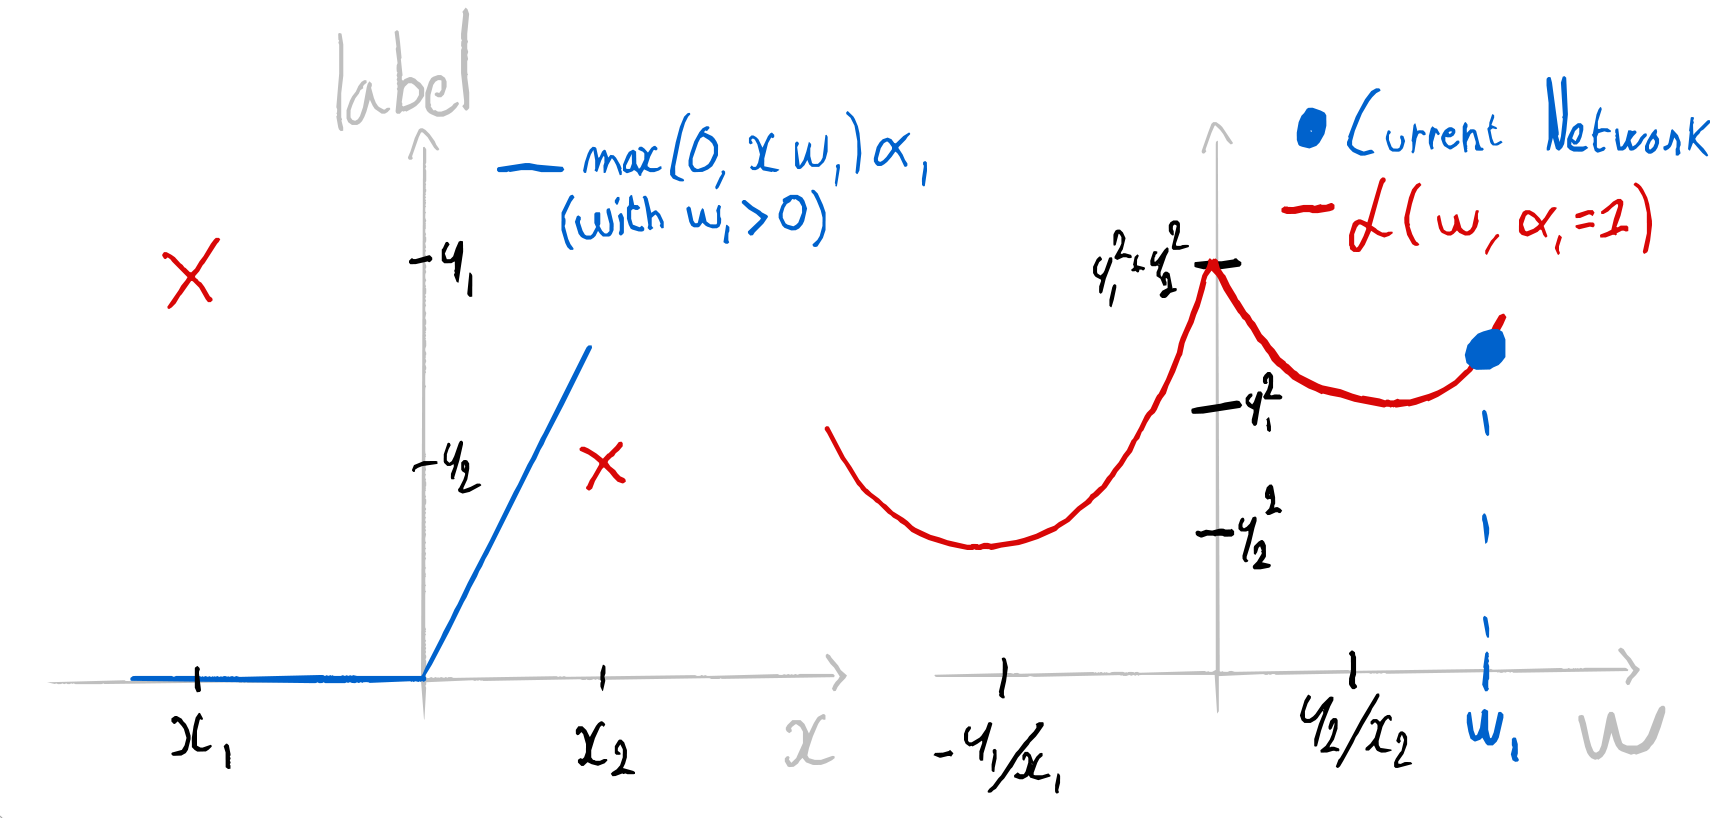 label
— max(0, x w₁) α₁
(with w₁ > 0)
y₁
y₂
x₁
x₂
x
Current Network
— L(w, α₁=1)
y₁²+y₂²
y₁²
y₂²
-y₁/x₁
y₂/x₂
w₁
w